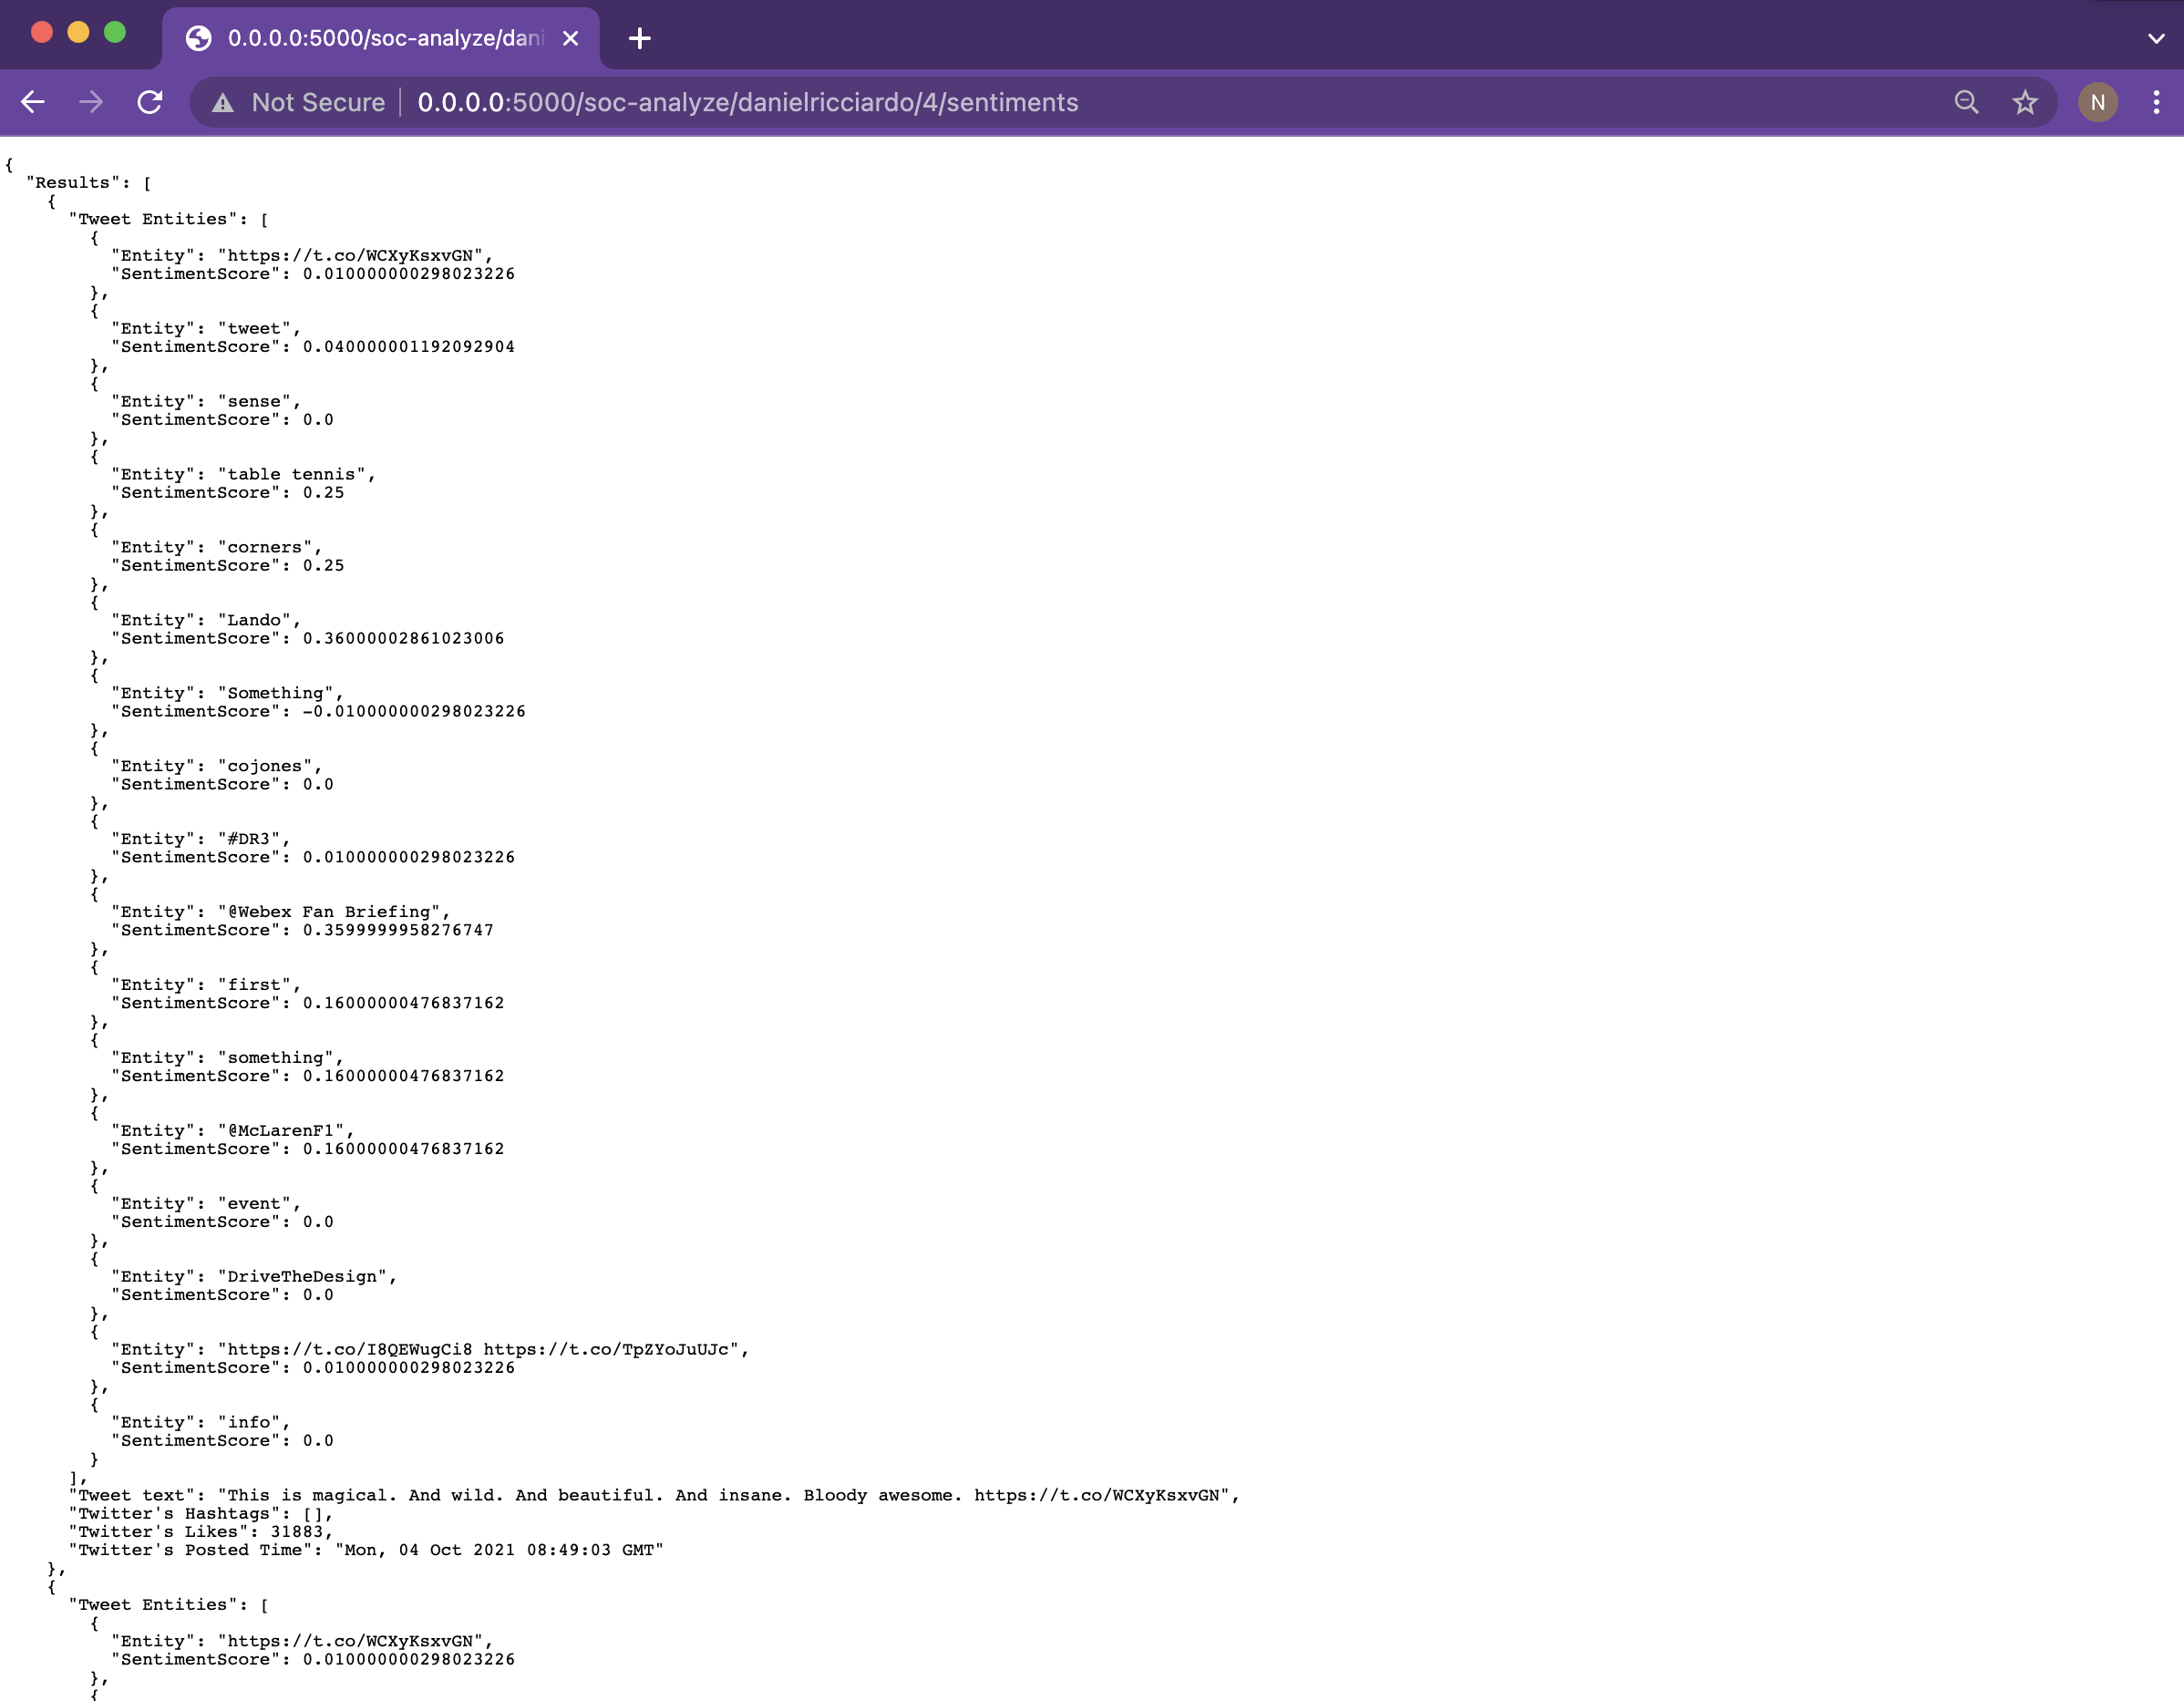 0.0.0.0:5000/soc-analyze/dani
Not Secure 0.0.0.0:5000/soc-analyze/danielricciardo/4/sentiments N
{
"Results": [
{
"Tweet Entities": [
{
"Entity": "https://t.co/WCXyKsxvGN",
"SentimentScore": 0.010000000298023226
},
{
"Entity": "tweet",
"SentimentScore": 0.040000001192092904
},
{
"Entity": "sense",
"SentimentScore": 0.0
},
{
"Entity": "table tennis",
"SentimentScore": 0.25
},
{
"Entity": "corners",
"SentimentScore": 0.25
},
{
"Entity": "Lando",
"SentimentScore": 0.36000002861023006
},
{
"Entity": "Something",
"SentimentScore": -0.010000000298023226
},
{
"Entity": "cojones",
"SentimentScore": 0.0
},
{
"Entity": "#DR3",
"SentimentScore": 0.010000000298023226
},
{
"Entity": "@Webex Fan Briefing",
"SentimentScore": 0.3599999958276747
},
{
"Entity": "first",
"SentimentScore": 0.16000000476837162
},
{
"Entity": "something",
"SentimentScore": 0.16000000476837162
},
{
"Entity": "@McLarenF1",
"SentimentScore": 0.16000000476837162
},
{
"Entity": "event",
"SentimentScore": 0.0
},
{
"Entity": "DriveTheDesign",
"SentimentScore": 0.0
},
{
"Entity": "https://t.co/I8QEWugCi8 https://t.co/TpZYoJuUJc",
"SentimentScore": 0.010000000298023226
},
{
"Entity": "info",
"SentimentScore": 0.0
}
],
"Tweet text": "This is magical. And wild. And beautiful. And insane. Bloody awesome. https://t.co/WCXyKsxvGN",
"Twitter's Hashtags": [],
"Twitter's Likes": 31883,
"Twitter's Posted Time": "Mon, 04 Oct 2021 08:49:03 GMT"
},
{
"Tweet Entities": [
{
"Entity": "https://t.co/WCXyKsxvGN",
"SentimentScore": 0.010000000298023226
},
{